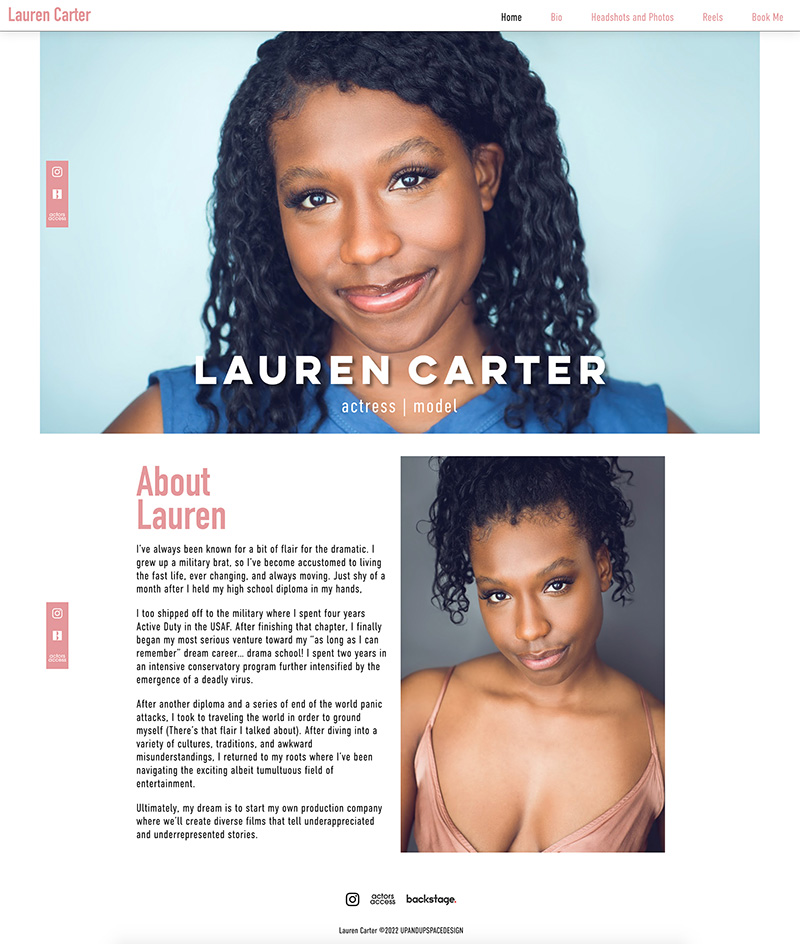 Lauren Carter
Home Bio Headshots and Photos Reels Book Me
actors
access
LAUREN CARTER
actress | model
About
Lauren
I've always been known for a bit of flair for the dramatic. I
grew up a military brat, so I've become accustomed to living
the fast life, ever changing, and always moving. Just shy of a
month after I held my high school diploma in my hands,
I too shipped off to the military where I spent four years
Active Duty in the USAF. After finishing that chapter, I finally
began my most serious venture toward my "as long as I can
remember" dream career... drama school! I spent two years in
an intensive conservatory program further intensified by the
emergence of a deadly virus.
actors
access
After another diploma and a series of end of the world panic
attacks, I took to traveling the world in order to ground
myself (There's that flair I talked about). After diving into a
variety of cultures, traditions, and awkward
misunderstandings, I returned to my roots where I've been
navigating the exciting albeit tumultuous field of
entertainment.
Ultimately, my dream is to start my own production company
where we'll create diverse films that tell underappreciated
and underrepresented stories.
actors
access
backstage.
Lauren Carter ©2022 UPANDUPSPACEDESIGN